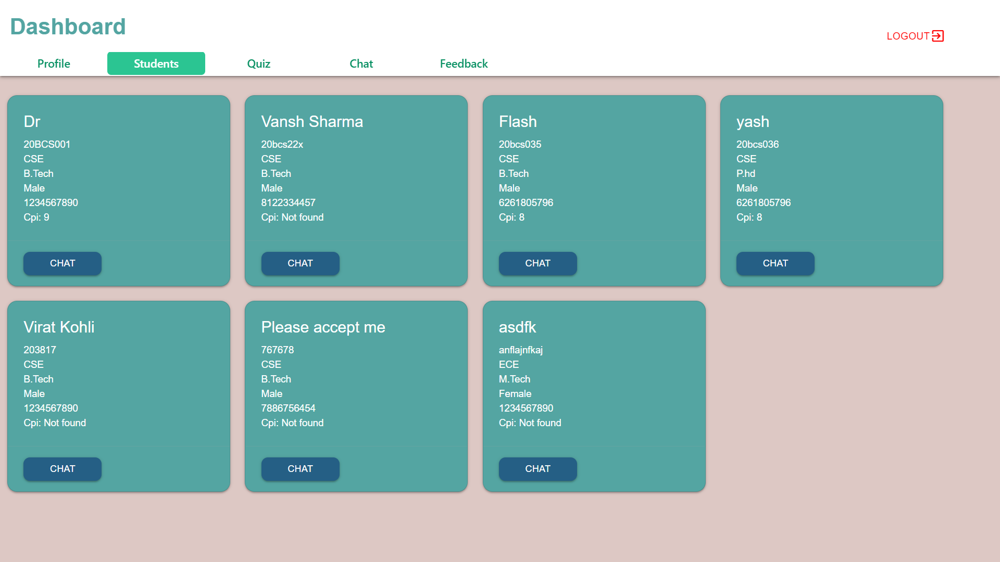 Dashboard
LOGOUT
Profile
Students
Quiz
Chat
Feedback
Dr
20BCS001
CSE
B.Tech
Male
1234567890
Cpi: 9
CHAT
Vansh Sharma
20bcs22x
CSE
B.Tech
Male
8122334457
Cpi: Not found
CHAT
Flash
20bcs035
CSE
B.Tech
Male
6261805796
Cpi: 8
CHAT
yash
20bcs036
CSE
P.hd
Male
6261805796
Cpi: 8
CHAT
Virat Kohli
203817
CSE
B.Tech
Male
1234567890
Cpi: Not found
CHAT
Please accept me
767678
CSE
B.Tech
Male
7886756454
Cpi: Not found
CHAT
asdfk
anflajnfkaj
ECE
M.Tech
Female
1234567890
Cpi: Not found
CHAT